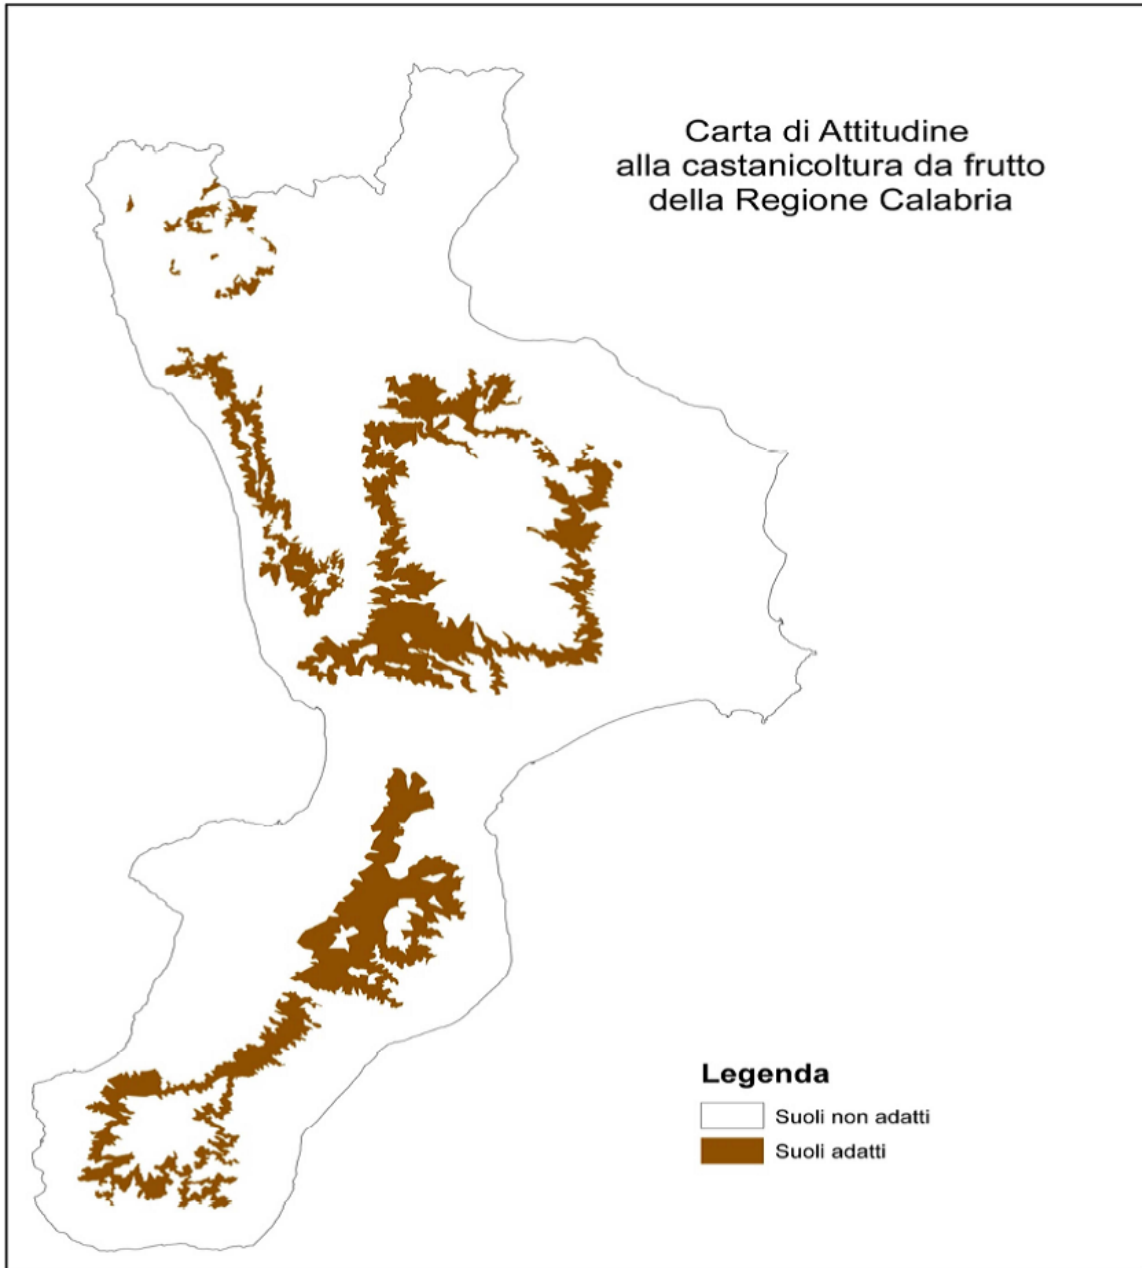 Carta di Attitudine
alla castanicoltura da frutto
della Regione Calabria
Legenda
Suoli non adatti
Suoli adatti